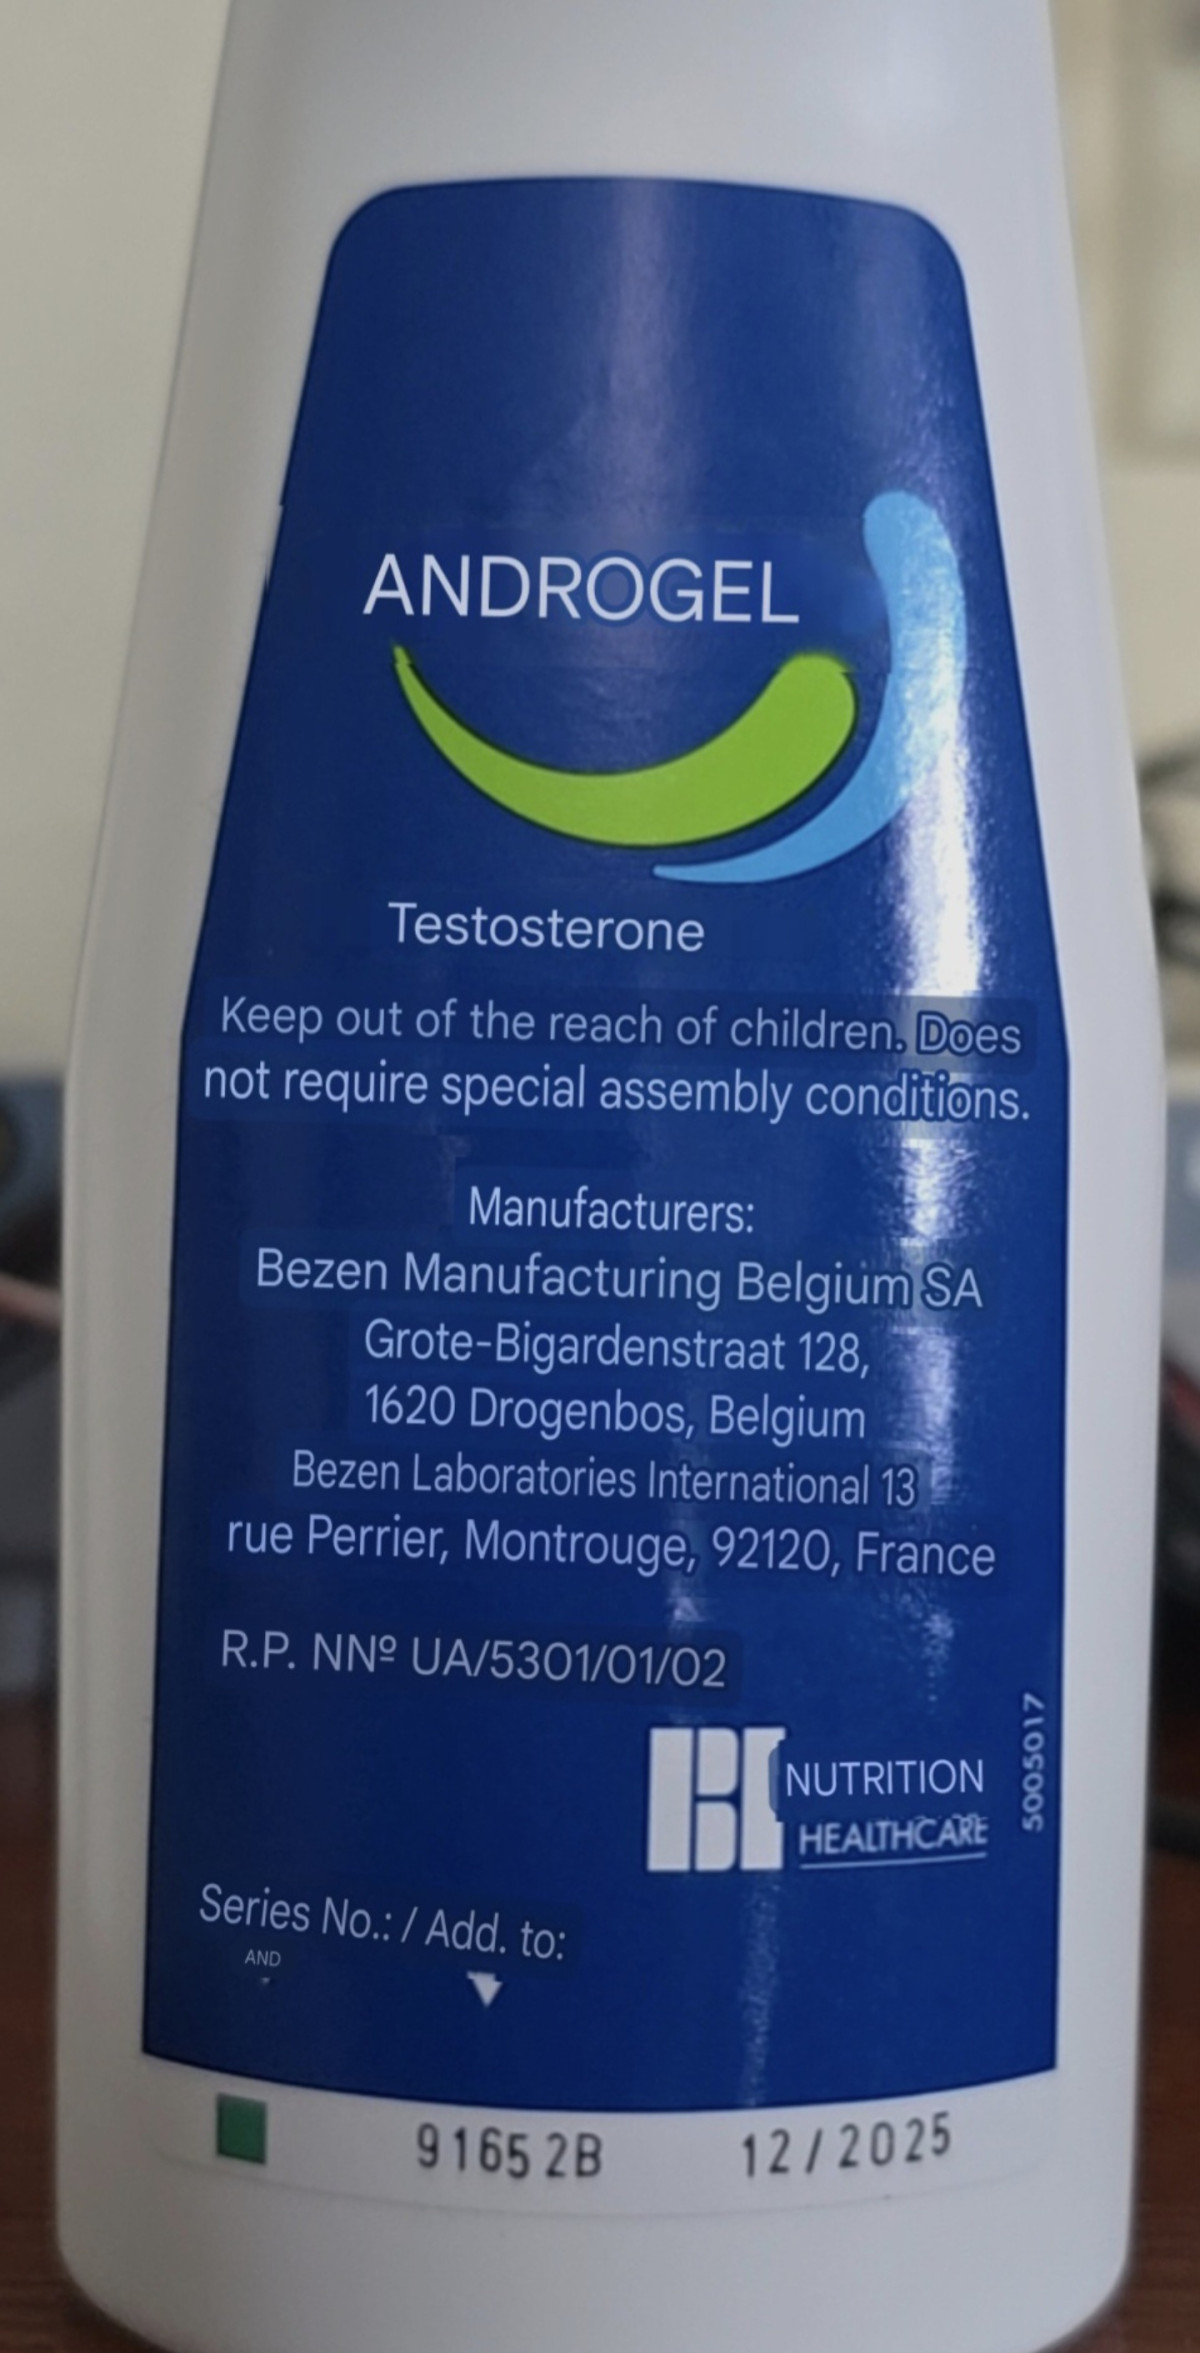 ANDROGEL
Testosterone
Keep out of the reach of children. Does
not require special assembly conditions.
Manufacturers:
Bezen Manufacturing Belgium SA
Grote-Bigardenstraat 128,
1620 Drogenbos, Belgium
Bezen Laboratories International 13
rue Perrier, Montrouge, 92120, France
R.P. NNº UA/5301/01/02
BI NUTRITION
HEALTHCARE
5005017
Series No.: / Add. to:
AND
91652B 12/2025